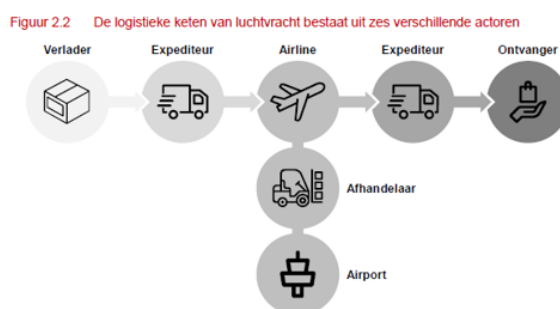 Figuur 2.2 De logistieke keten van luchtvracht bestaat uit zes verschillende actoren
Verlader Expediteur Airline Expediteur Ontvanger
Afhandelaar
Airport